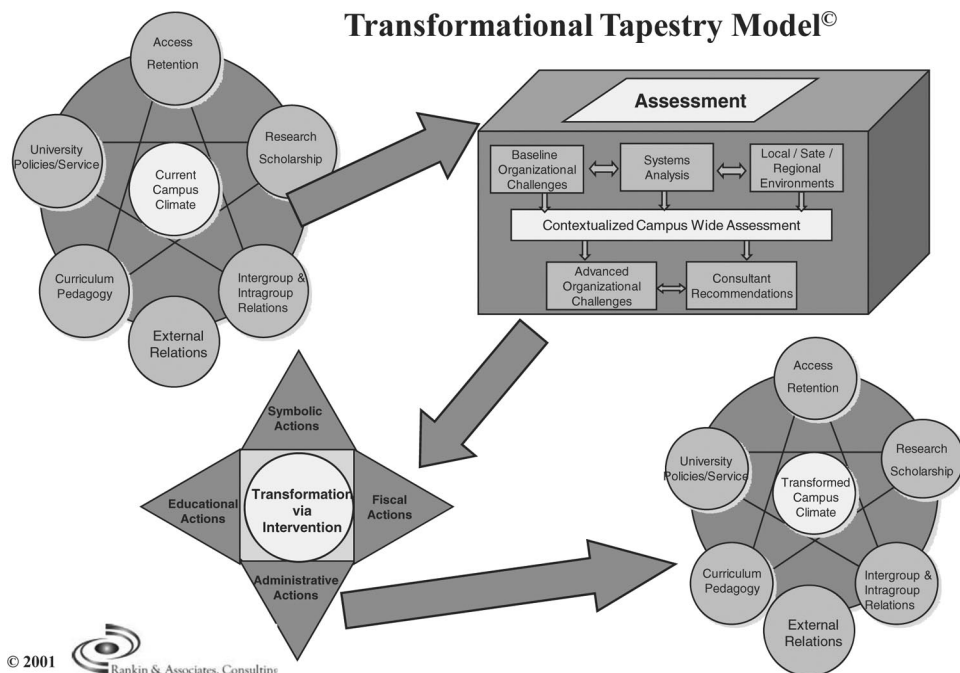 Transformational Tapestry Model©
Access
Retention
University
Policies/Service
Research
Scholarship
Current
Campus
Climate
Curriculum
Pedagogy
Intergroup &
Intragroup
Relations
External
Relations
Assessment
Baseline
Organizational
Challenges
Systems
Analysis
Local / Sate /
Regional
Environments
Contextualized Campus Wide Assessment
Advanced
Organizational
Challenges
Consultant
Recommendations
Symbolic
Actions
Educational
Actions
Transformation
via
Intervention
Fiscal
Actions
Administrative
Actions
Access
Retention
University
Policies/Service
Research
Scholarship
Transformed
Campus
Climate
Curriculum
Pedagogy
Intergroup &
Intragroup
Relations
External
Relations
© 2001
Rankin & Associates, Consulting